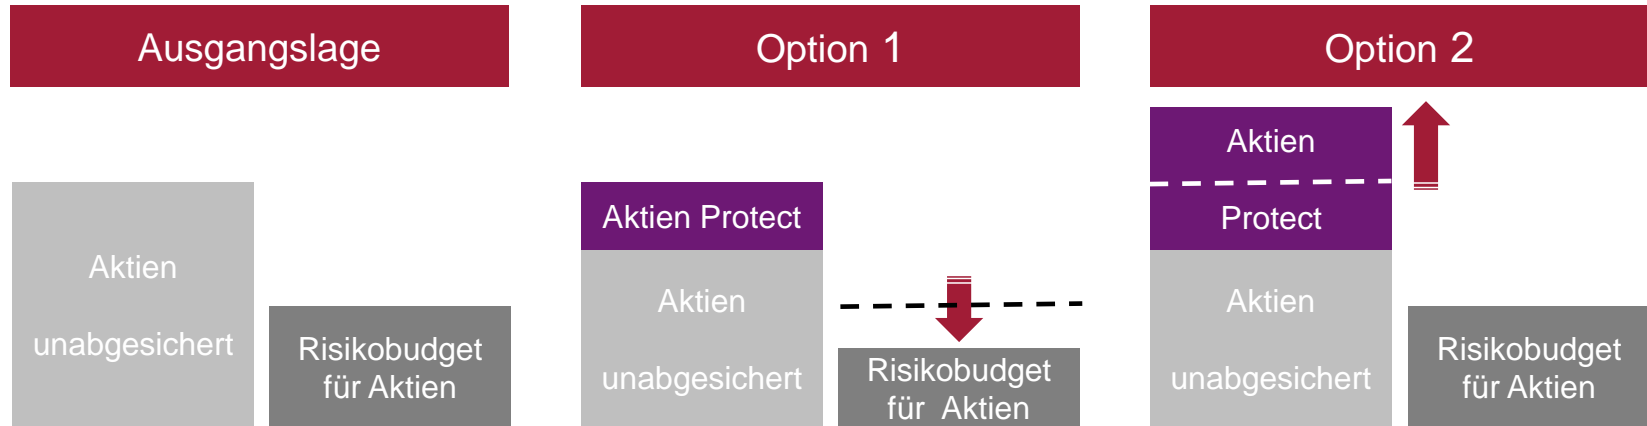 Ausgangslage
Aktien
unabgesichert
Risikobudget
für Aktien
Option 1
Aktien Protect
Aktien
unabgesichert
Risikobudget
für Aktien
Option 2
Aktien
Protect
Aktien
unabgesichert
Risikobudget
für Aktien